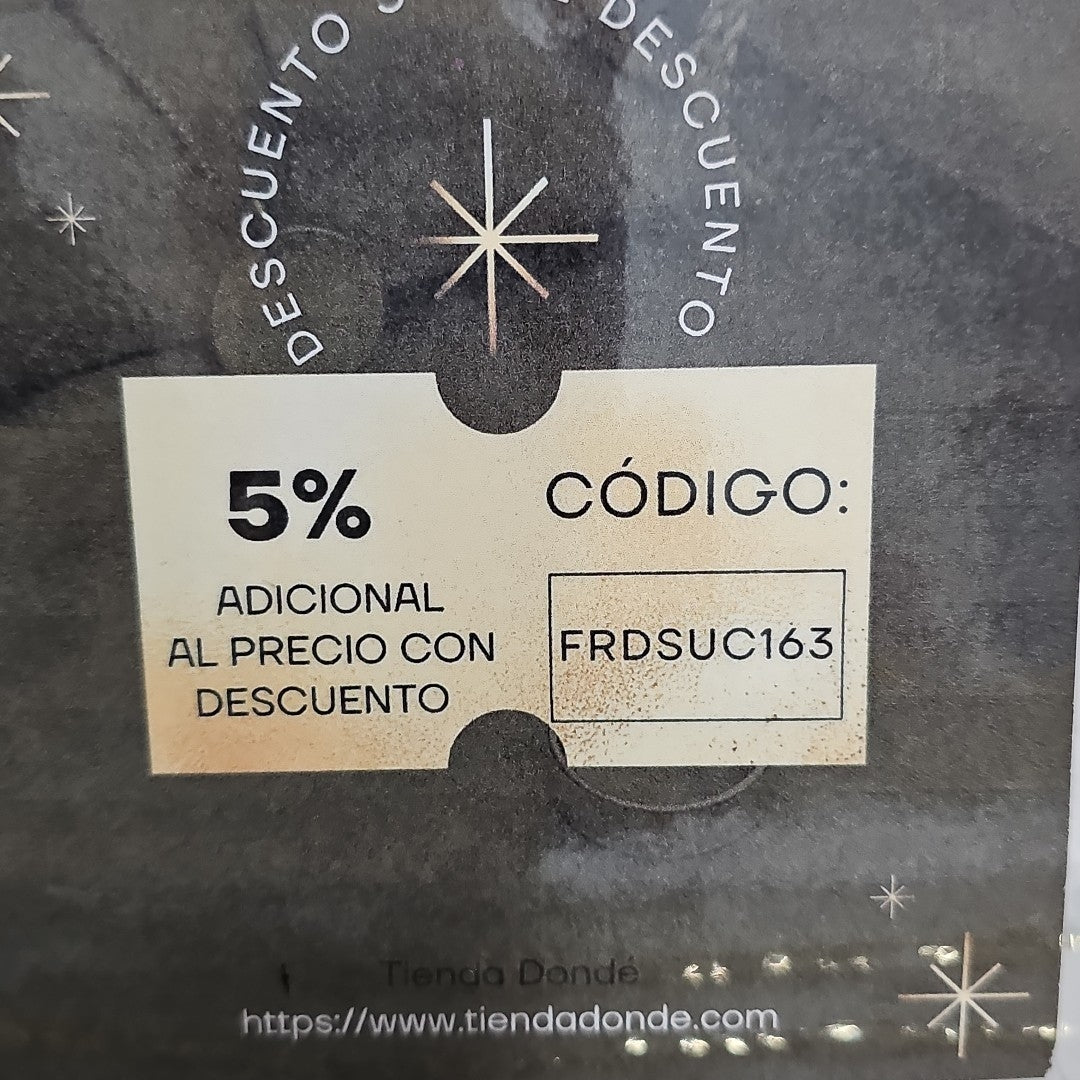 DESCUENTO
DESCUENTO
5%
ADICIONAL
AL PRECIO CON
DESCUENTO
CÓDIGO:
FRDSUC163
Tienda Dondé
https://www.tiendadonde.com